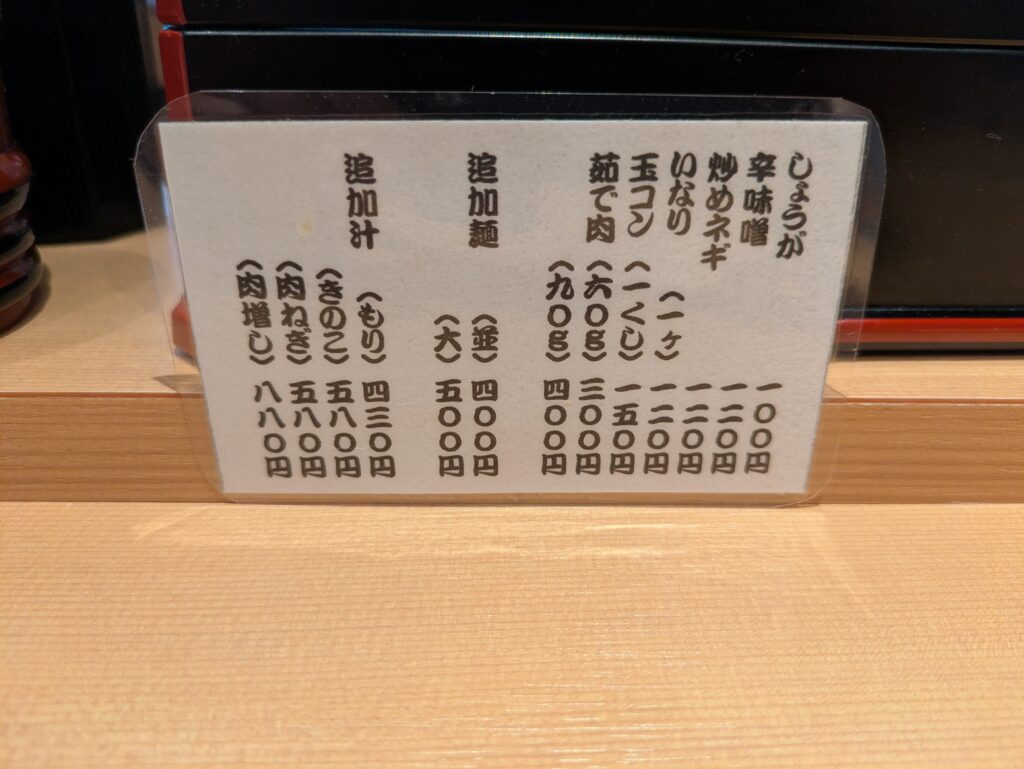 しょうが 一〇〇円
辛味噌 一二〇円
炒めネギ 一二〇円
いなり（一ヶ） 一二〇円
玉コン（一くし） 一五〇円
茹で肉（六〇g） 三〇〇円
（九〇g） 四〇〇円
追加麺（並） 四〇〇円
（大） 五〇〇円
追加汁（もり） 四三〇円
（きのこ） 五八〇円
（肉ねぎ） 五八〇円
（肉増し） 八八〇円